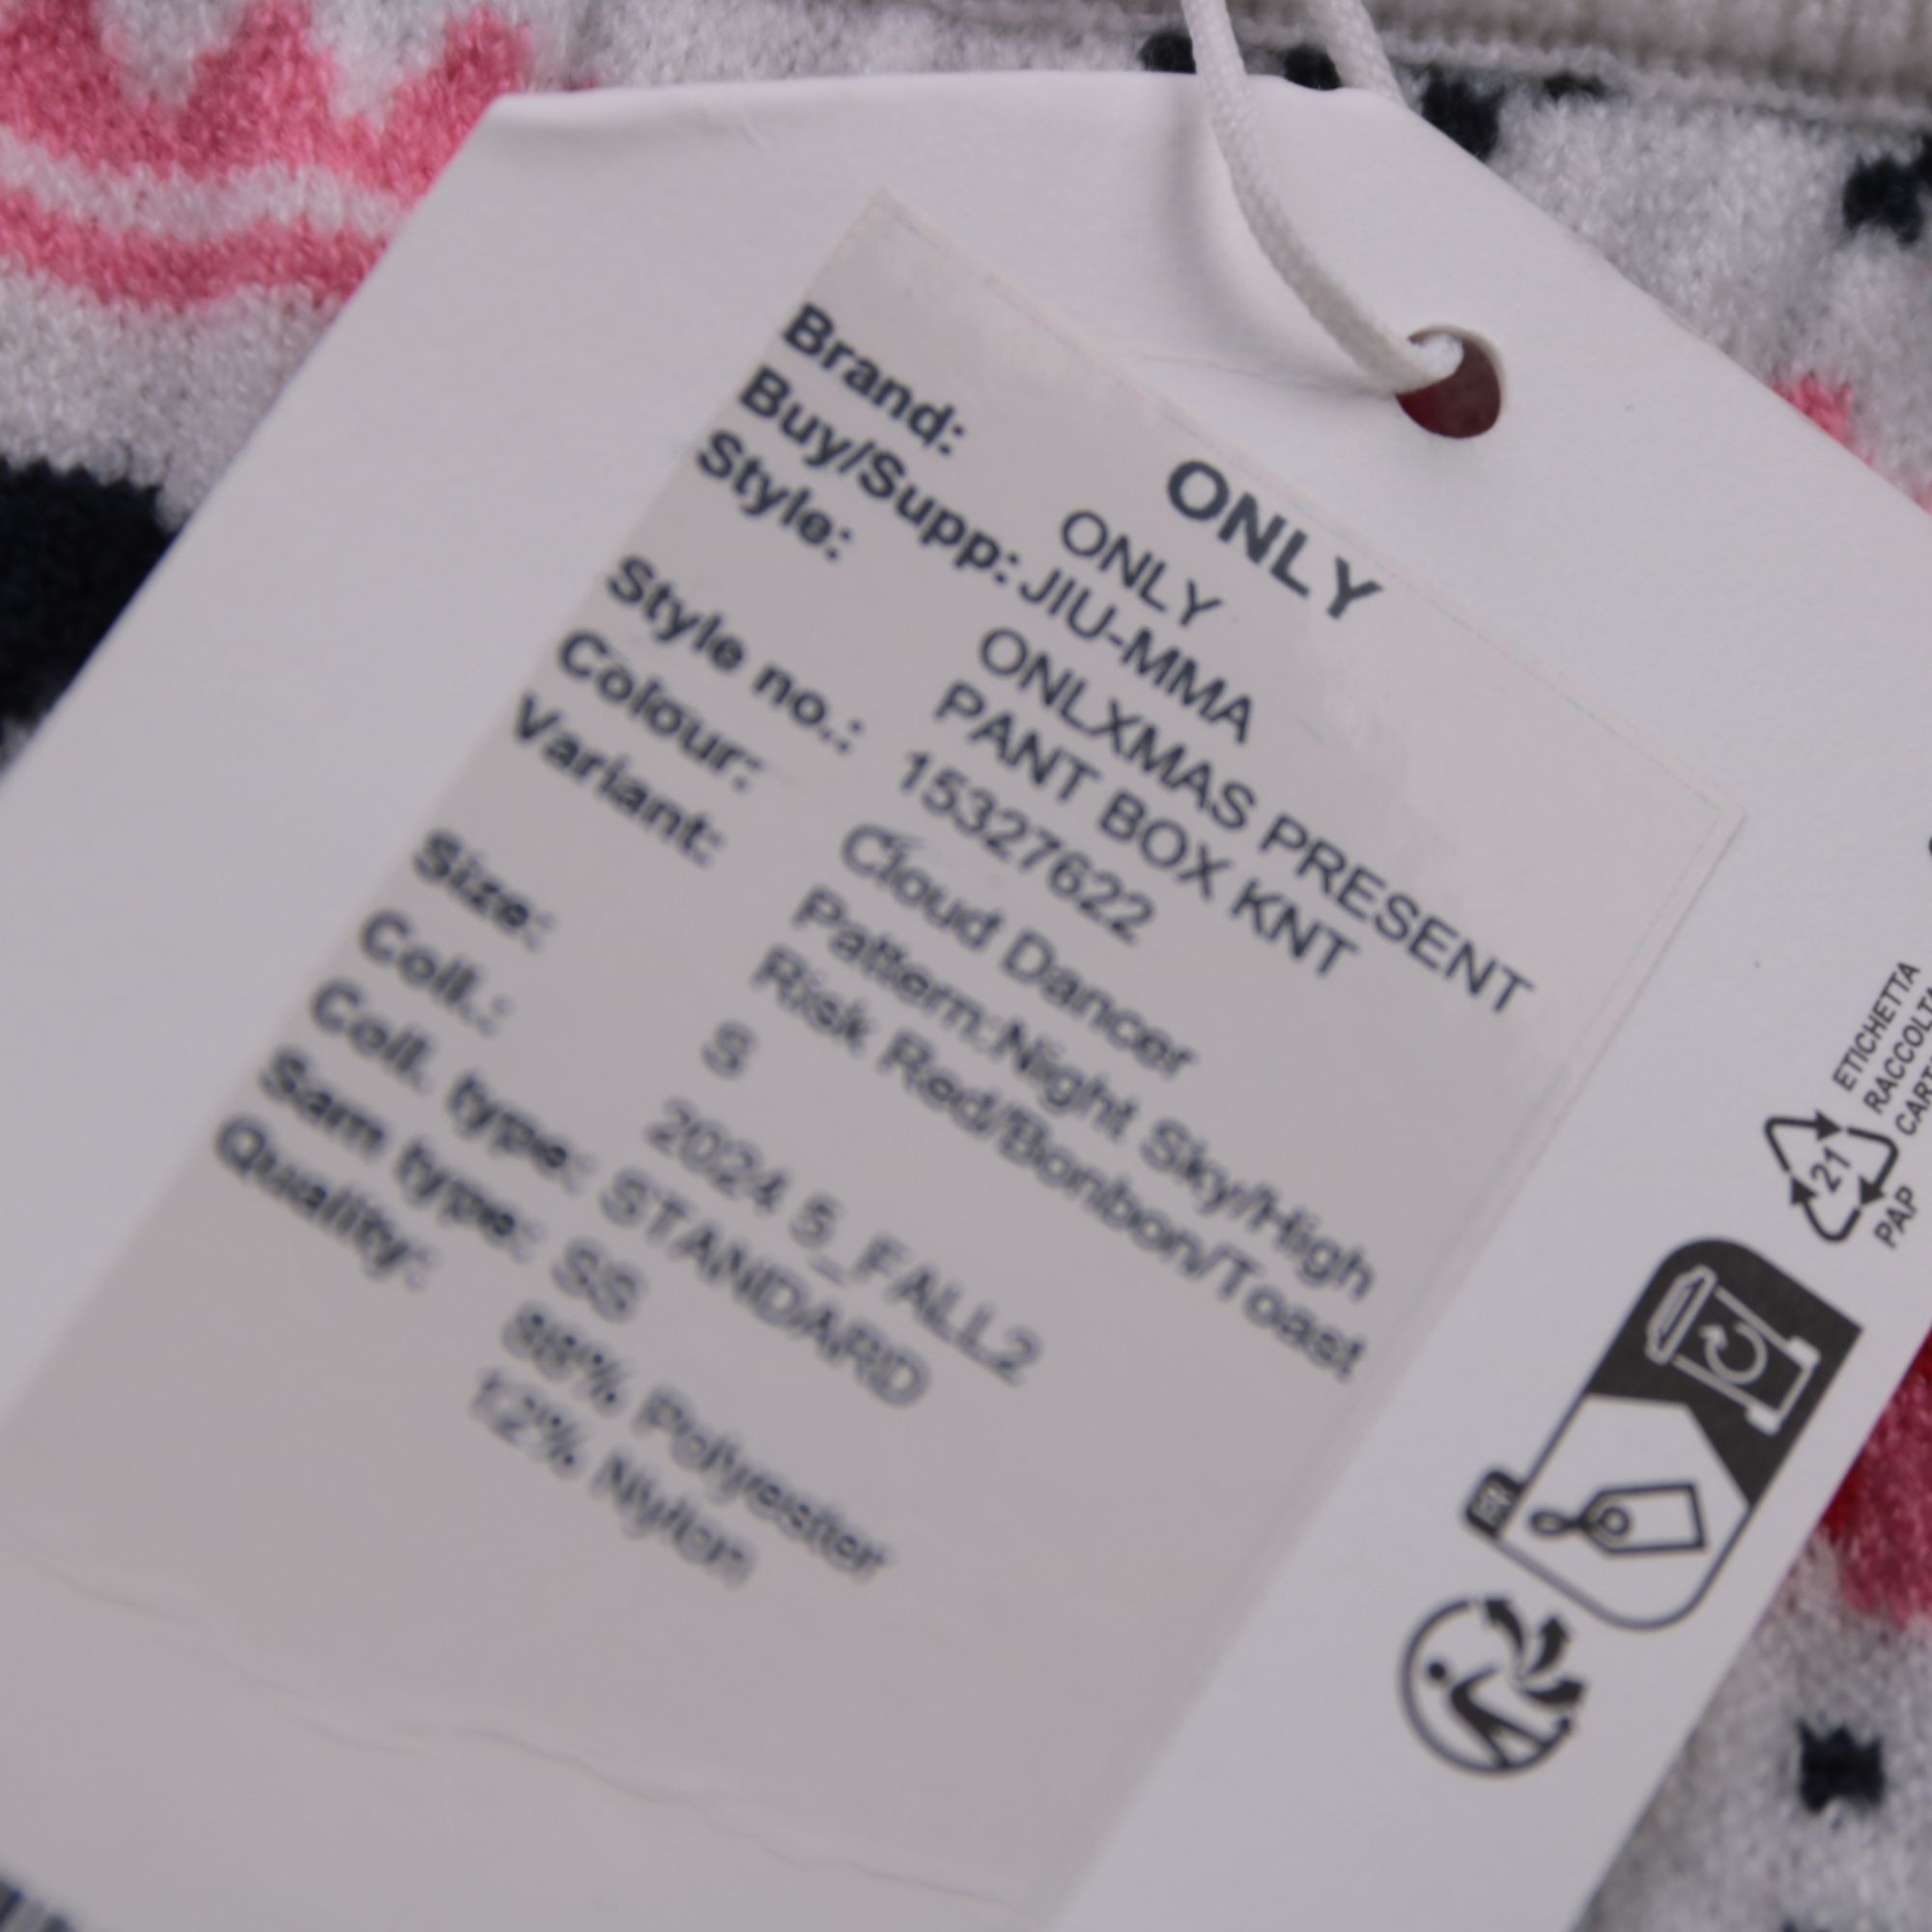 ONLY
Brand: ONLY
Buy/Supp: JIU-MMA
Style: ONLXMAS PRESENT
PANT BOX KNT
Style no.: 15327622
Colour: Cloud Dancer
Variant: Pattern:Night Sky/High
Risk Red/Bonbon/Toast
Size: S
Coll.: 2024 5_FALL2
Coll. type: STANDARD
Sam type: SS
Quality: 88% Polyester
12% Nylon
ETICHETTA
RACCOLTA
21
PAP
FR